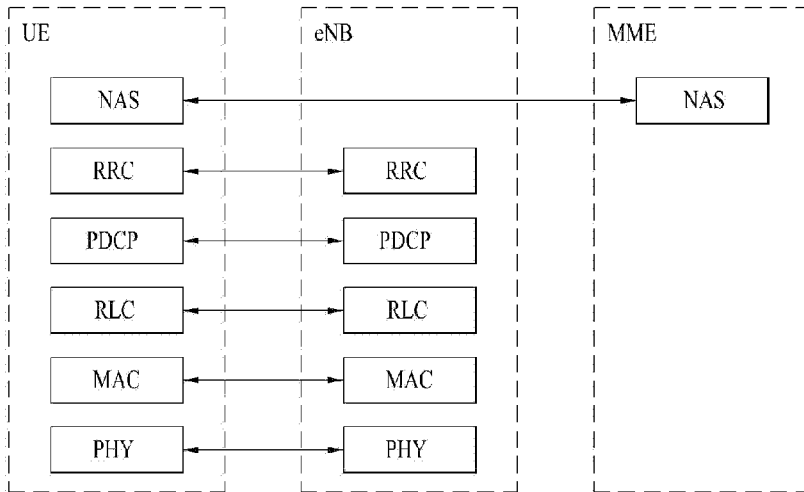 UE eNB MME
NAS NAS
RRC RRC
PDCP PDCP
RLC RLC
MAC MAC
PHY PHY